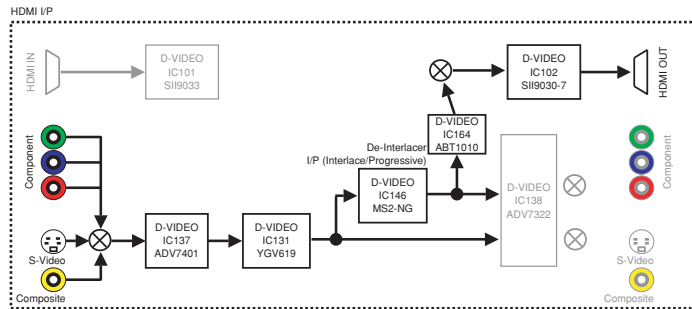 HDMI I/P
HDMI IN
D-VIDEO
IC101
SII9033
D-VIDEO
IC102
SII9030-7
HDMI OUT
Component
De-Interlacer
I/P (Interlace/Progressive)
D-VIDEO
IC164
ABT1010
D-VIDEO
IC146
MS2-NG
D-VIDEO
IC138
ADV7322
Component
S-Video
Composite
D-VIDEO
IC137
ADV7401
D-VIDEO
IC131
YGV619
S-Video
Composite